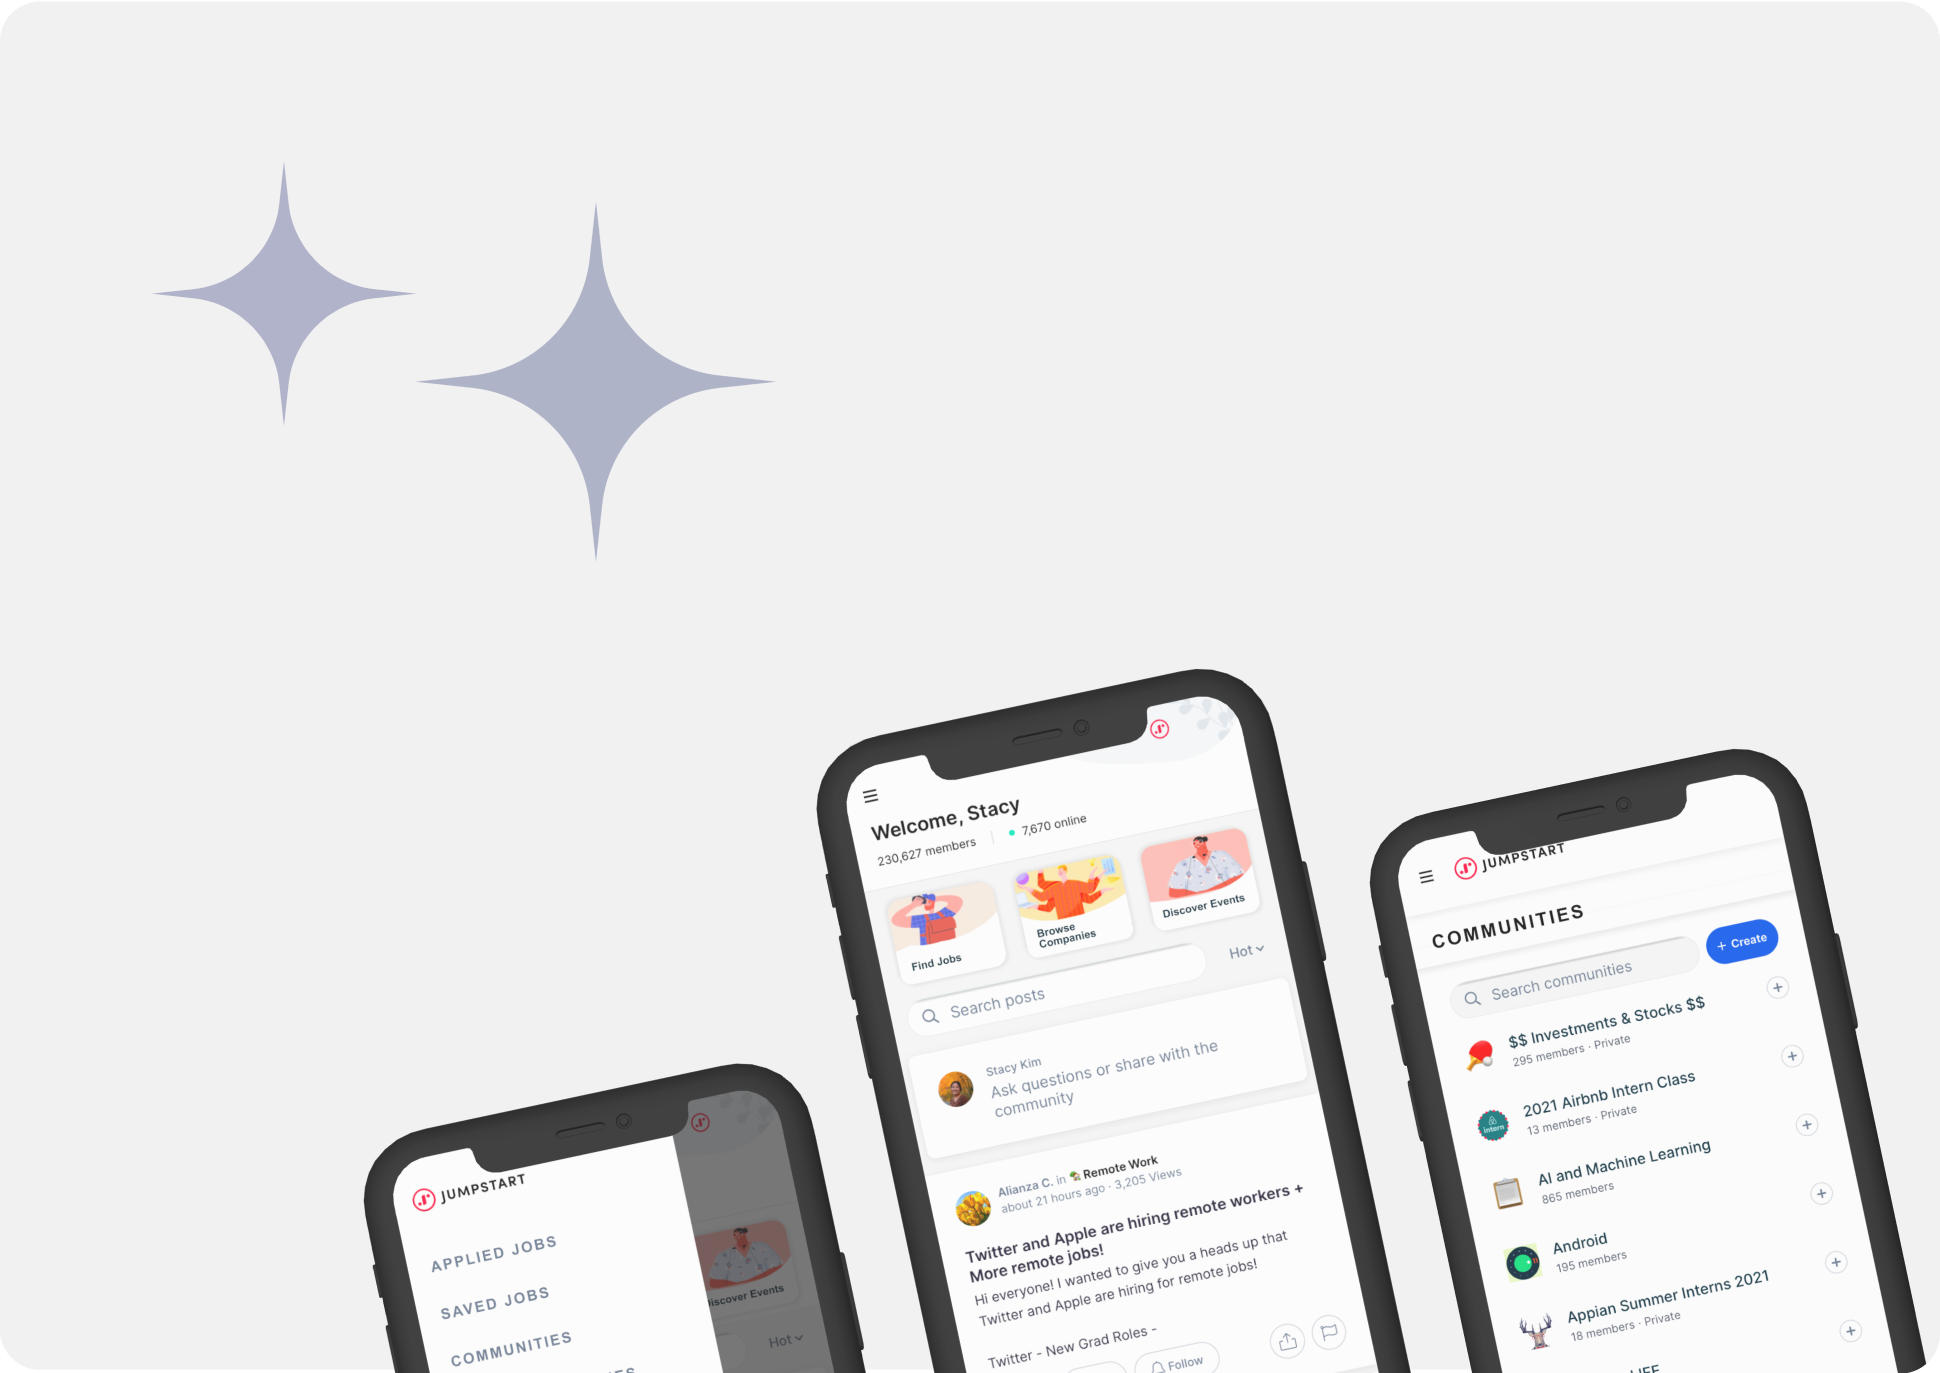 JUMPSTART
APPLIED JOBS
SAVED JOBS
COMMUNITIES
Discover Events
Hot
Welcome, Stacy
230,627 members
7,670 online
Find Jobs
Browse
Companies
Discover Events
Search posts
Hot
Stacy Kim
Ask questions or share with the
community
Alianza C. in Remote Work
about 21 hours ago · 3,205 Views
Twitter and Apple are hiring remote workers +
More remote jobs!
Hi everyone! I wanted to give you a heads up that
Twitter and Apple are hiring for remote jobs!
Twitter - New Grad Roles -
Follow
JUMPSTART
COMMUNITIES
Search communities
+ Create
$$ Investments & Stocks $$
295 members · Private
2021 Airbnb Intern Class
13 members · Private
intern
AI and Machine Learning
865 members
Android
195 members
Appian Summer Interns 2021
18 members · Private